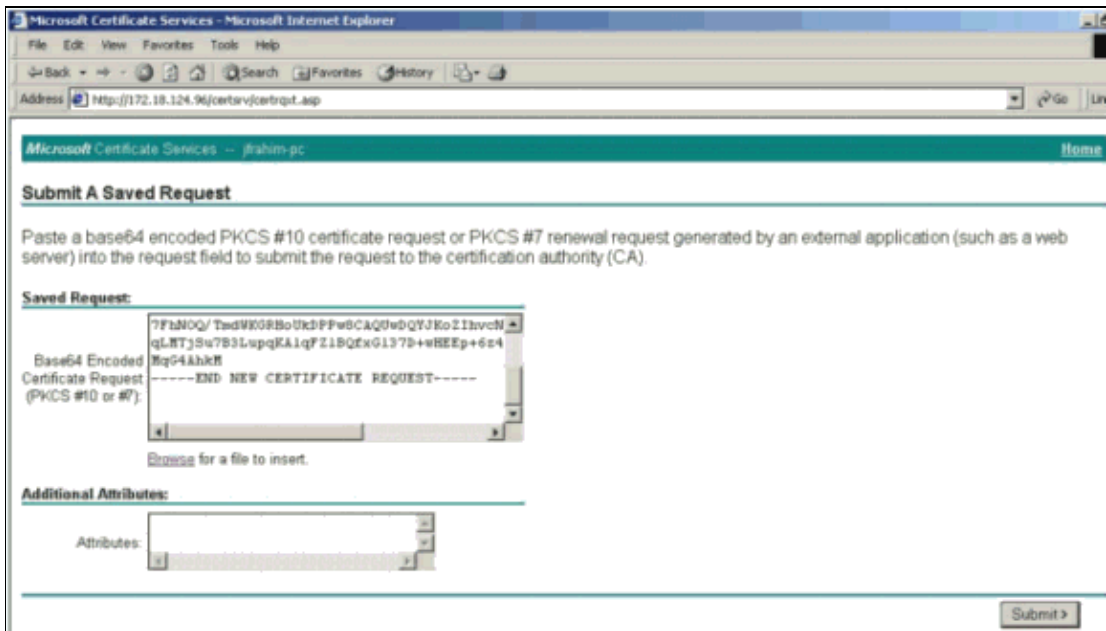 Microsoft Certificate Services - Microsoft Internet Explorer
File Edit View Favorites Tools Help
Back Search Favorites History
Address http://172.18.124.96/certsrv/certrqxt.asp Go
Microsoft Certificate Services -- jfrahim-pc Home
Submit A Saved Request
Paste a base64 encoded PKCS #10 certificate request or PKCS #7 renewal request generated by an external application (such as a web
server) into the request field to submit the request to the certification authority (CA).
Saved Request:
Base64 Encoded
Certificate Request
(PKCS #10 or #7):
-----END NEW CERTIFICATE REQUEST-----
Browse for a file to insert.
Additional Attributes:
Attributes:
Submit >